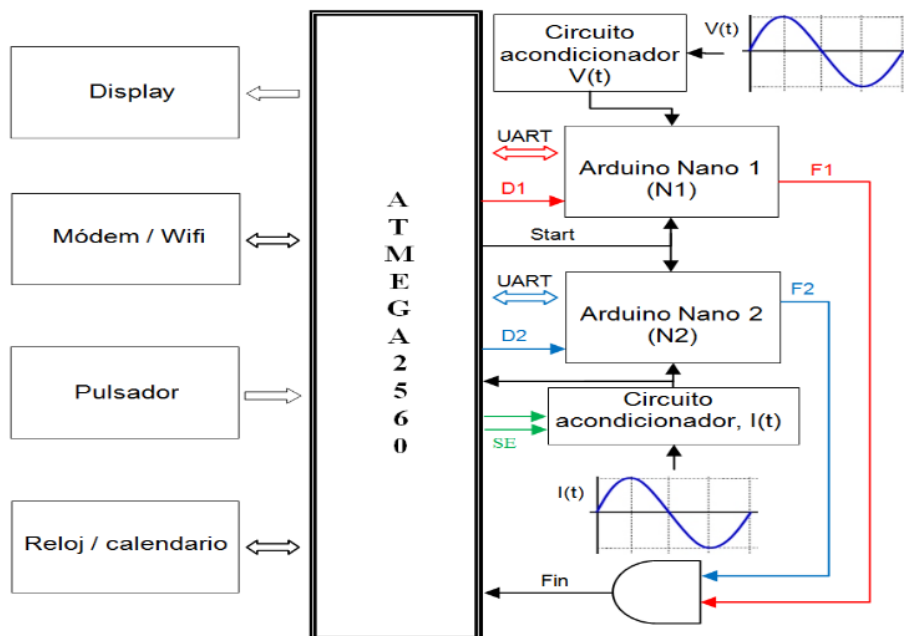 Display
Módem / Wifi
Pulsador
Reloj / calendario
A
T
M
E
G
A
2
5
6
0
Circuito
acondicionador
V(t)
V(t)
UART
D1
Arduino Nano 1
(N1)
F1
Start
UART
D2
Arduino Nano 2
(N2)
F2
SE
Circuito
acondicionador, I(t)
I(t)
Fin